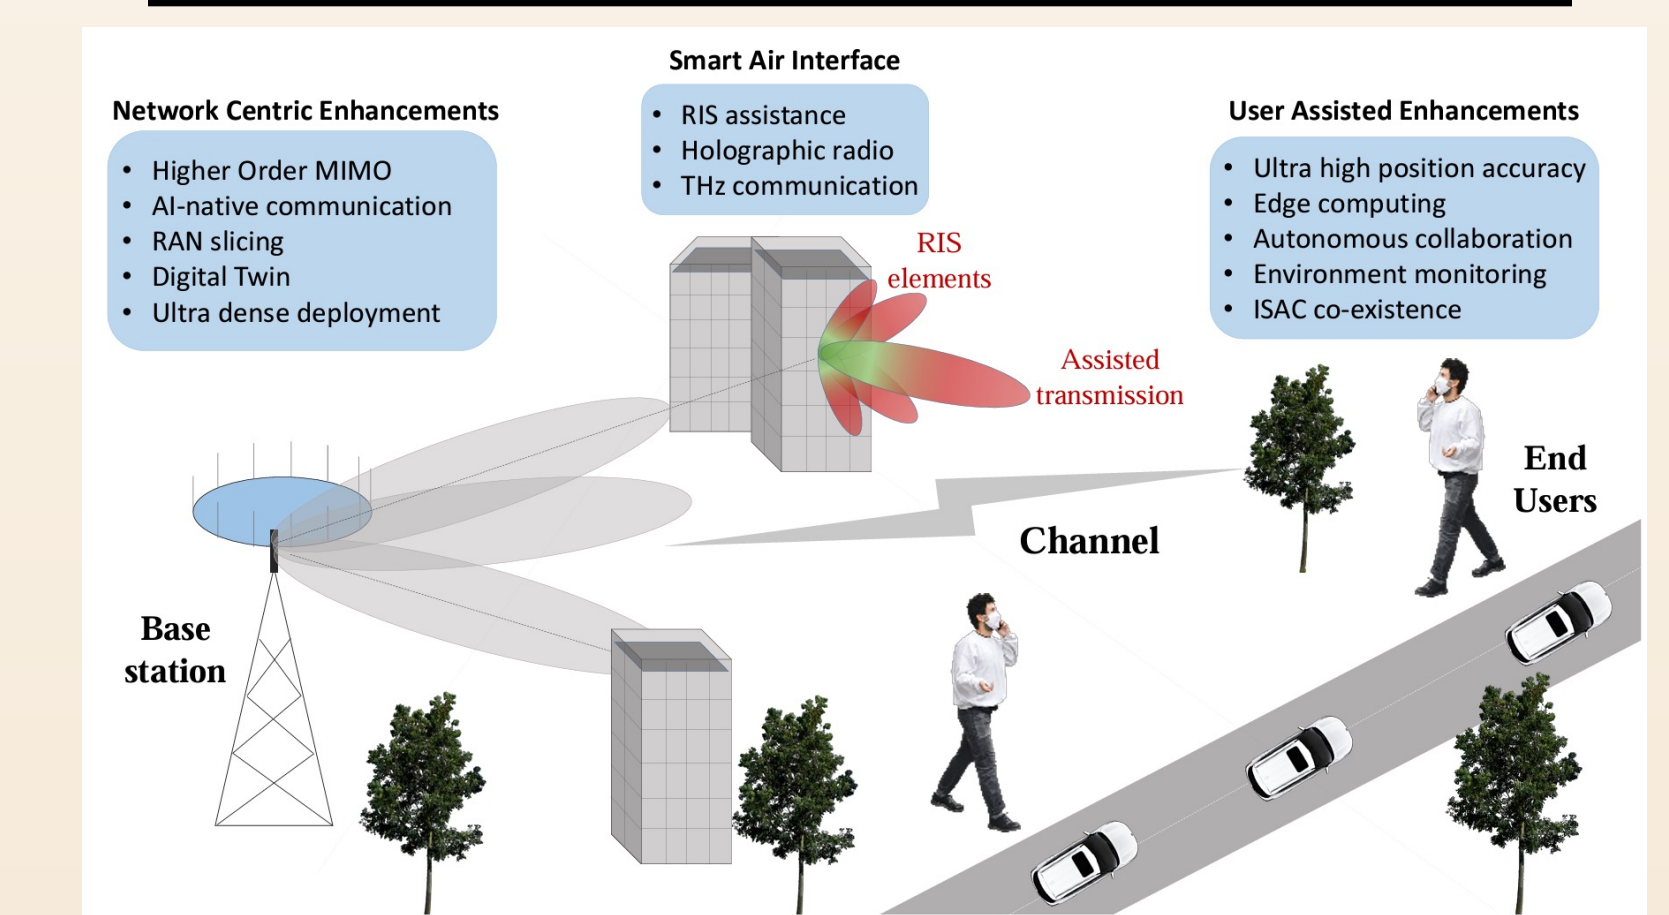 Smart Air Interface
• RIS assistance
• Holographic radio
• THz communication
Network Centric Enhancements
• Higher Order MIMO
• AI-native communication
• RAN slicing
• Digital Twin
• Ultra dense deployment
User Assisted Enhancements
• Ultra high position accuracy
• Edge computing
• Autonomous collaboration
• Environment monitoring
• ISAC co-existence
RIS
elements
Assisted
transmission
End
Users
Channel
Base
station